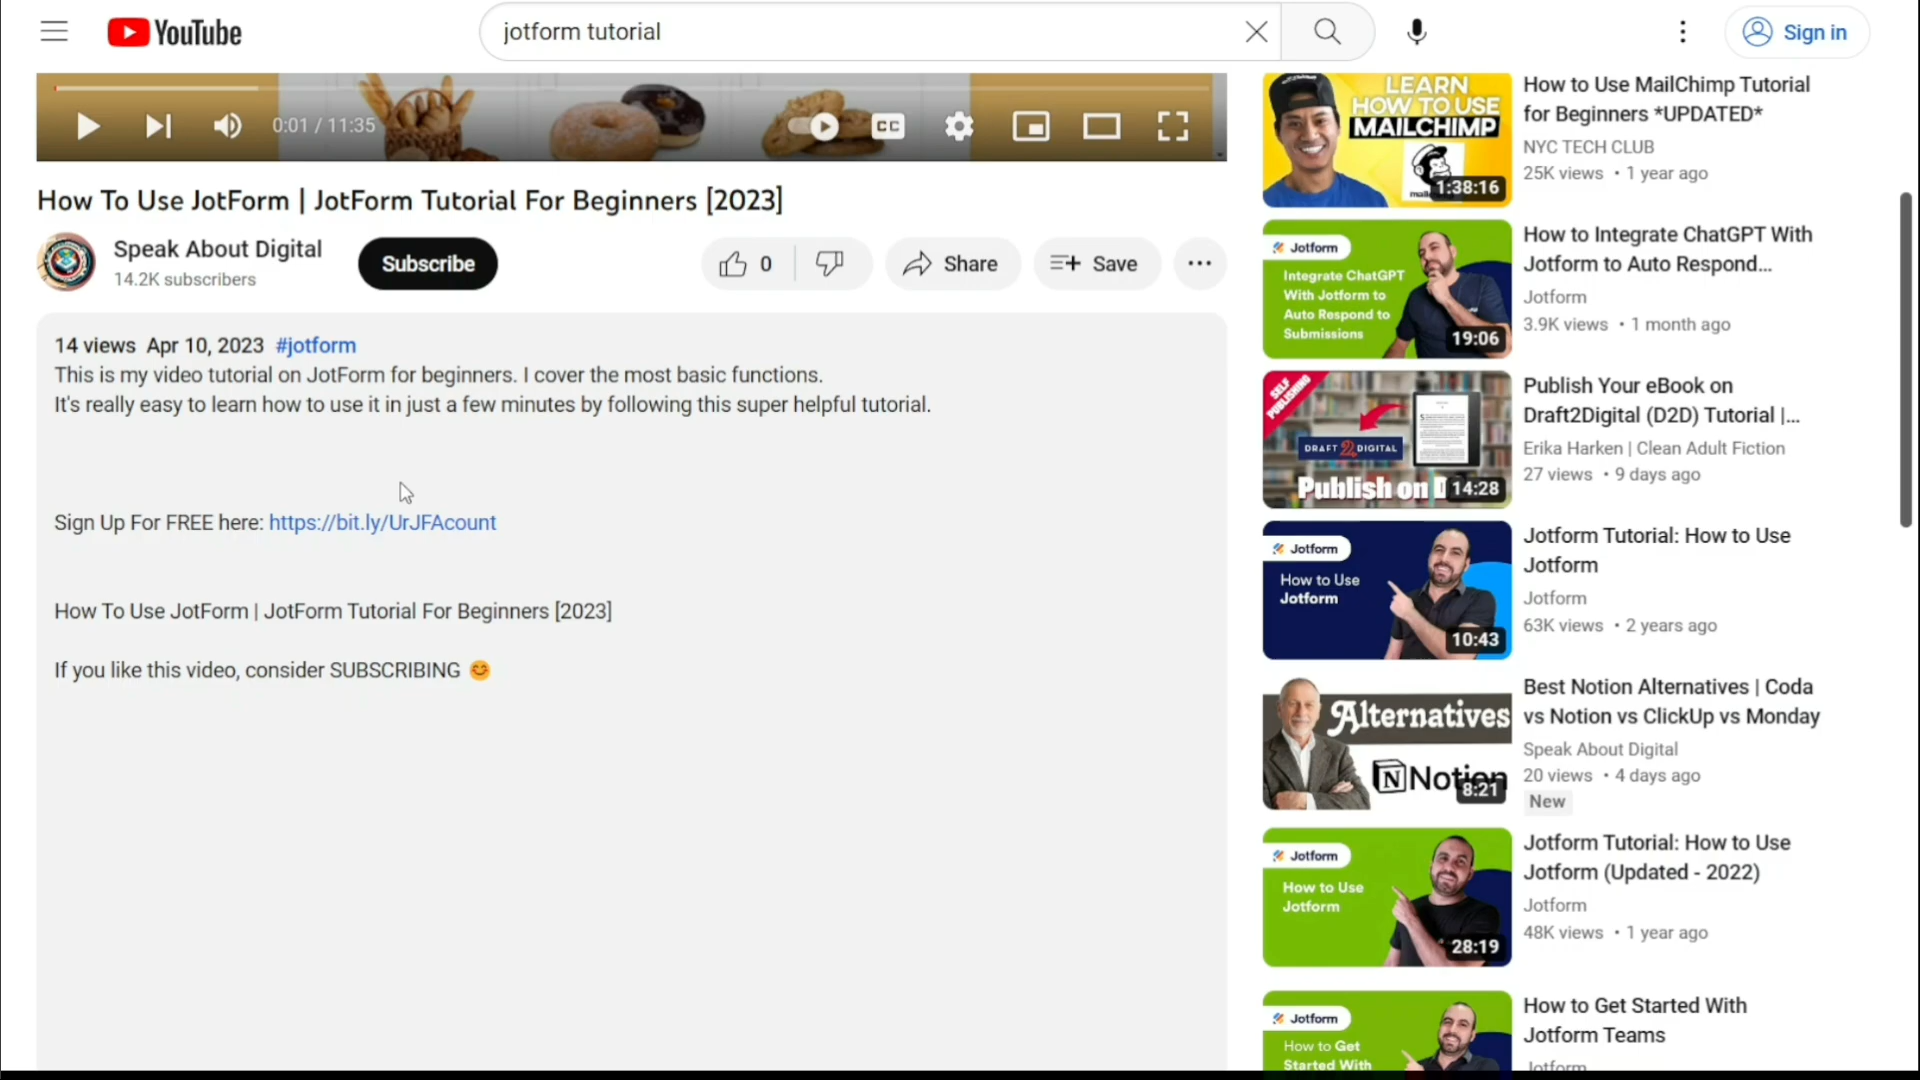 YouTube
jotform tutorial
Sign in
0:01 / 11:35
CC
How To Use JotForm | JotForm Tutorial For Beginners [2023]
Speak About Digital
14.2K subscribers
Subscribe
0
Share
Save
14 views Apr 10, 2023 #jotform
This is my video tutorial on JotForm for beginners. I cover the most basic functions.
It's really easy to learn how to use it in just a few minutes by following this super helpful tutorial.
Sign Up For FREE here: https://bit.ly/UrJFAcount
How To Use JotForm | JotForm Tutorial For Beginners [2023]
If you like this video, consider SUBSCRIBING 😊
LEARN
HOW TO USE
MAILCHIMP
1:38:16
How to Use MailChimp Tutorial
for Beginners *UPDATED*
NYC TECH CLUB
25K views • 1 year ago
Jotform
Integrate ChatGPT
With Jotform to
Auto Respond to
Submissions
19:06
How to Integrate ChatGPT With
Jotform to Auto Respond...
Jotform
3.9K views • 1 month ago
SELF
PUBLISHING
DRAFT 2 DIGITAL
Publish on D
14:28
Publish Your eBook on
Draft2Digital (D2D) Tutorial |...
Erika Harken | Clean Adult Fiction
27 views • 9 days ago
Jotform
How to Use
Jotform
10:43
Jotform Tutorial: How to Use
Jotform
Jotform
63K views • 2 years ago
Alternatives
Notion
8:21
Best Notion Alternatives | Coda
vs Notion vs ClickUp vs Monday
Speak About Digital
20 views • 4 days ago
New
Jotform
How to Use
Jotform
28:19
Jotform Tutorial: How to Use
Jotform (Updated - 2022)
Jotform
48K views • 1 year ago
Jotform
How to Get
Started With
How to Get Started With
Jotform Teams
Jotform